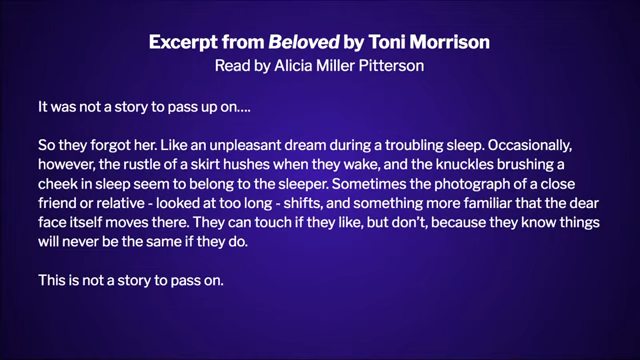 Excerpt from Beloved by Toni Morrison
Read by Alicia Miller Pitterson
It was not a story to pass up on....
So they forgot her. Like an unpleasant dream during a troubling sleep. Occasionally,
however, the rustle of a skirt hushes when they wake, and the knuckles brushing a
cheek in sleep seem to belong to the sleeper. Sometimes the photograph of a close
friend or relative - looked at too long - shifts, and something more familiar that the dear
face itself moves there. They can touch if they like, but don't, because they know things
will never be the same if they do.
This is not a story to pass on.